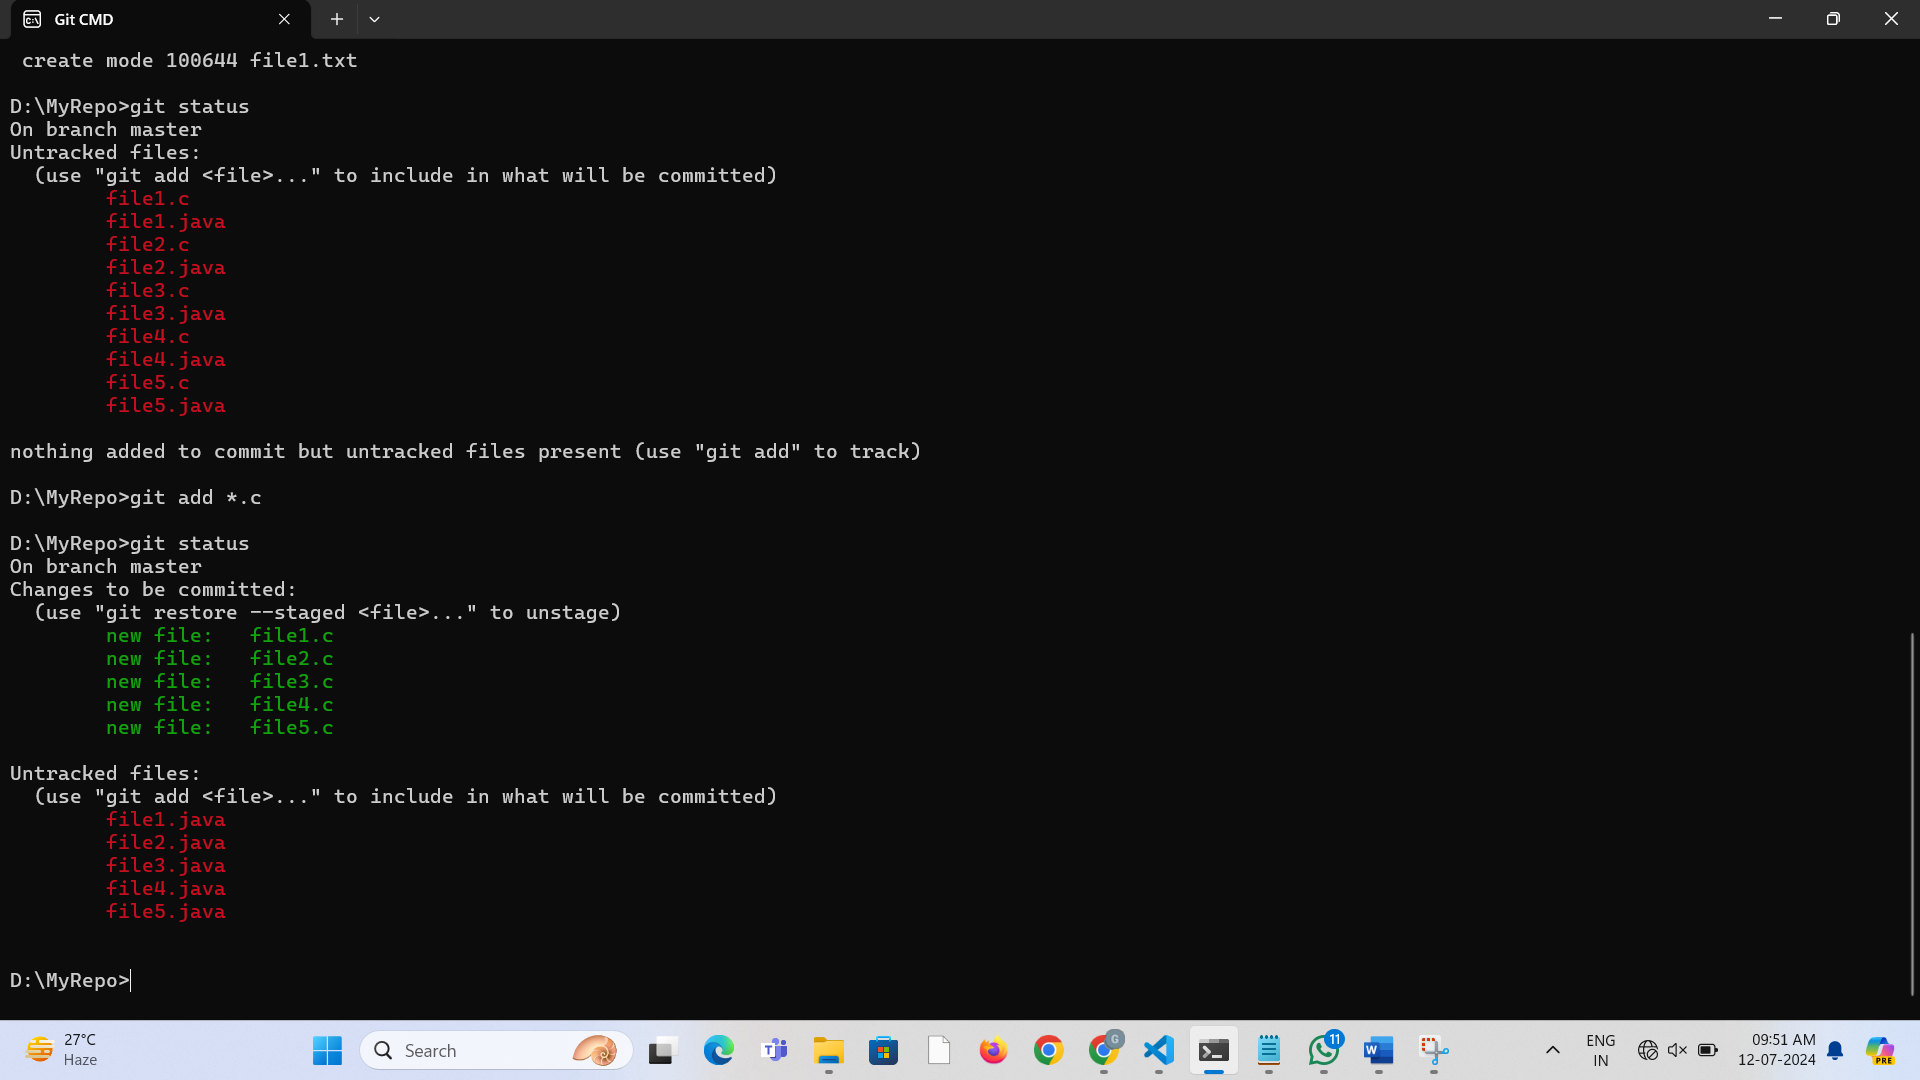 Git CMD
create mode 100644 file1.txt
D:\MyRepo>git status
On branch master
Untracked files:
  (use "git add <file>..." to include in what will be committed)
        file1.c
        file1.java
        file2.c
        file2.java
        file3.c
        file3.java
        file4.c
        file4.java
        file5.c
        file5.java
nothing added to commit but untracked files present (use "git add" to track)
D:\MyRepo>git add *.c
D:\MyRepo>git status
On branch master
Changes to be committed:
  (use "git restore --staged <file>..." to unstage)
        new file:   file1.c
        new file:   file2.c
        new file:   file3.c
        new file:   file4.c
        new file:   file5.c
Untracked files:
  (use "git add <file>..." to include in what will be committed)
        file1.java
        file2.java
        file3.java
        file4.java
        file5.java
D:\MyRepo>
27°C
Haze
Search
G
11
W
ENG
IN
09:51 AM
12-07-2024
PRE